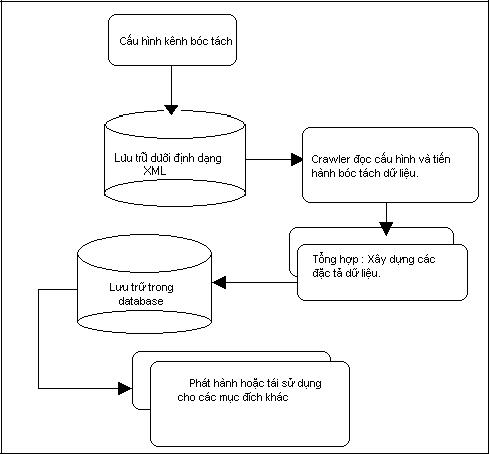 Cấu hình kênh bóc tách
Lưu trữ dưới định dạng
XML
Crawler đọc cấu hình và tiến
hành bóc tách dữ liệu.
Tổng hợp : Xây dựng các
đặc tả dữ liệu.
Lưu trữ trong
database
Phát hành hoặc tái sử dụng
cho các mục đích khác